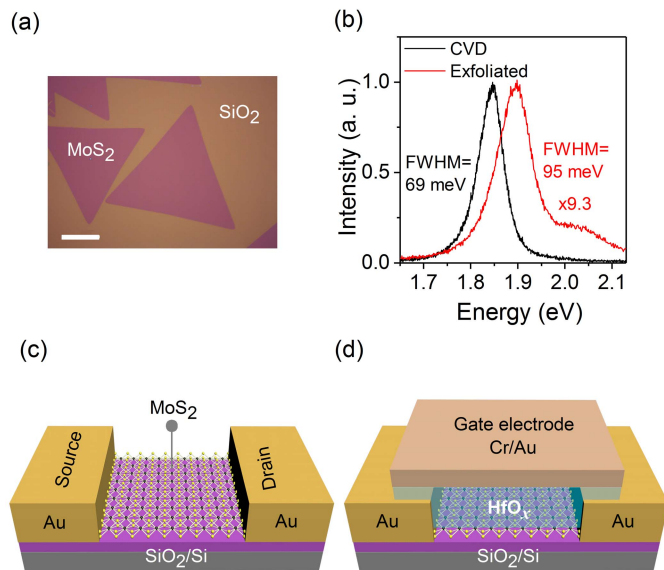 (a)
SiO₂
MoS₂
(b)
CVD
Exfoliated
FWHM=
69 meV
FWHM=
95 meV
x9.3
1.0
0.5
0.0
Intensity (a. u.)
1.7 1.8 1.9 2.0 2.1
Energy (eV)
(c)
MoS₂
Source
Drain
Au
Au
SiO₂/Si
(d)
Gate electrode
Cr/Au
HfOₓ
Au
Au
SiO₂/Si